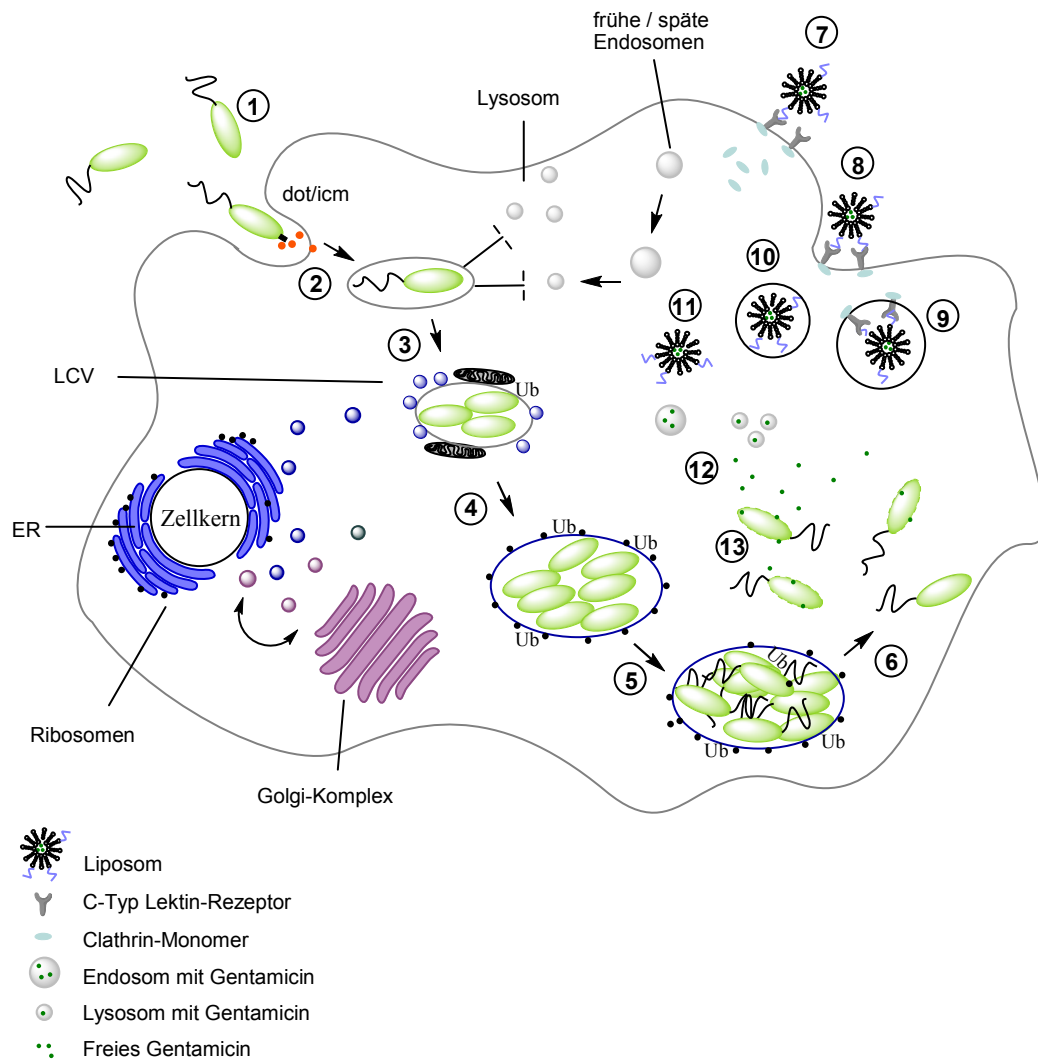 frühe / späte
Endosomen
7
Lysosom
1
8
dot/icm
2
10
11
9
3
LCV
Ub
12
4
Zellkern
ER
Ub
Ub
13
Ub
Ub
5
6
Ribosomen
Ub
Ub
Golgi-Komplex
Liposom
C-Typ Lektin-Rezeptor
Clathrin-Monomer
Endosom mit Gentamicin
Lysosom mit Gentamicin
Freies Gentamicin